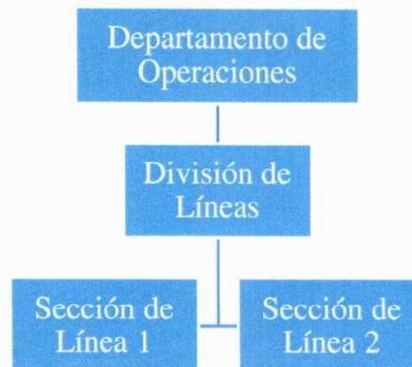 Departamento de
Operaciones
División de
Líneas
Sección de
Línea 1
Sección de
Línea 2